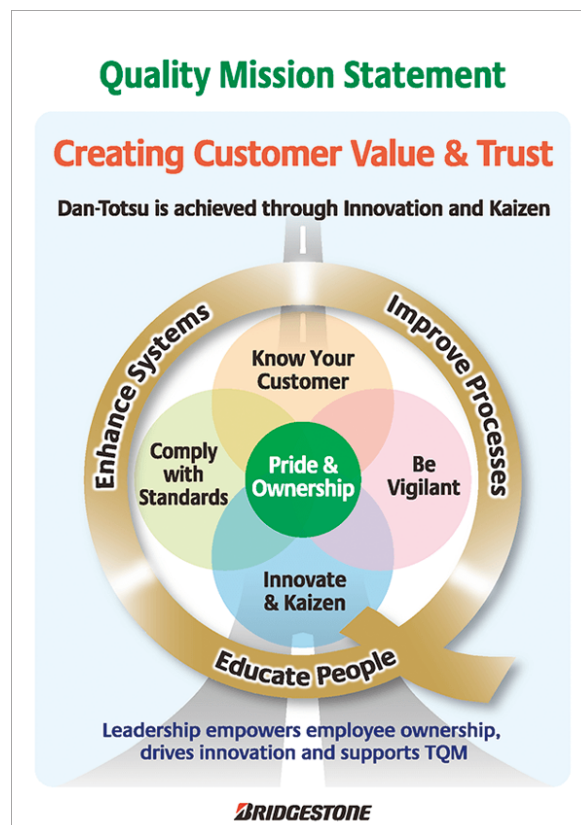 Quality Mission Statement
Creating Customer Value & Trust
Dan-Totsu is achieved through Innovation and Kaizen
Enhance Systems
Improve Processes
Know Your
Customer
Comply
with
Standards
Pride &
Ownership
Be
Vigilant
Innovate
& Kaizen
Educate People
Leadership empowers employee ownership,
drives innovation and supports TQM
BRIDGESTONE